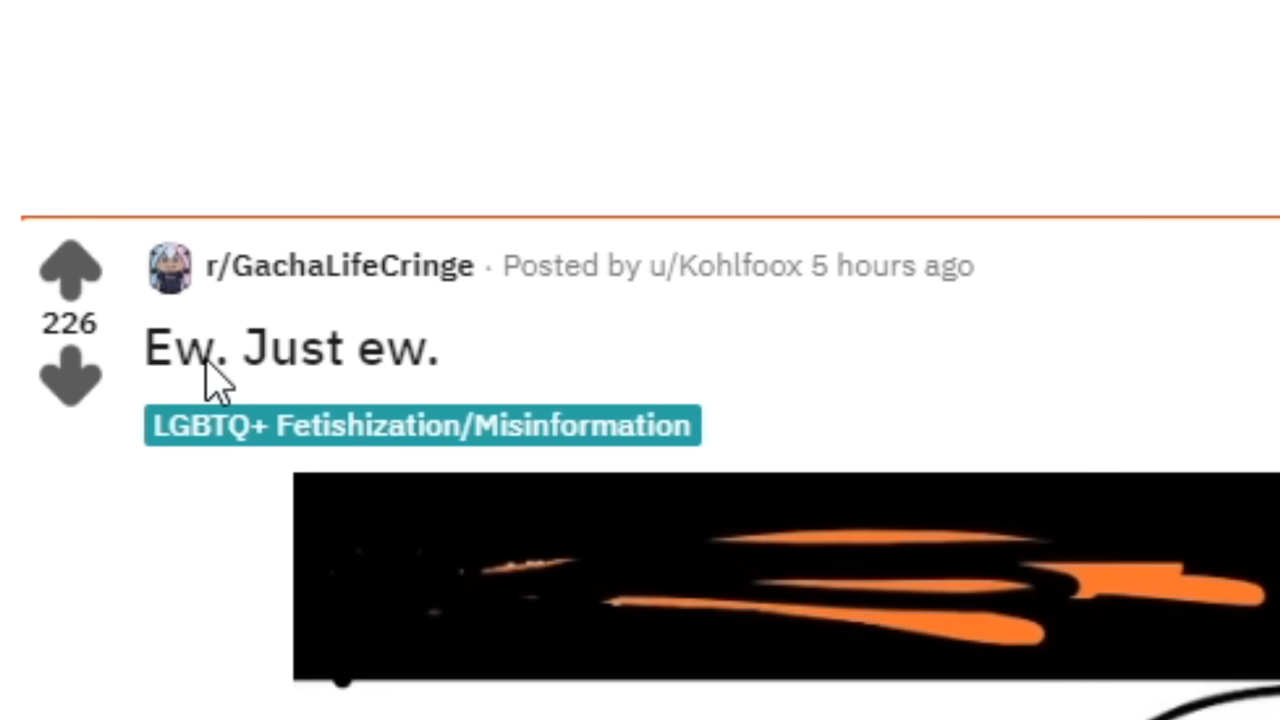 r/GachaLifeCringe · Posted by u/Kohlfoox 5 hours ago
226
Ew. Just ew.
LGBTQ+ Fetishization/Misinformation